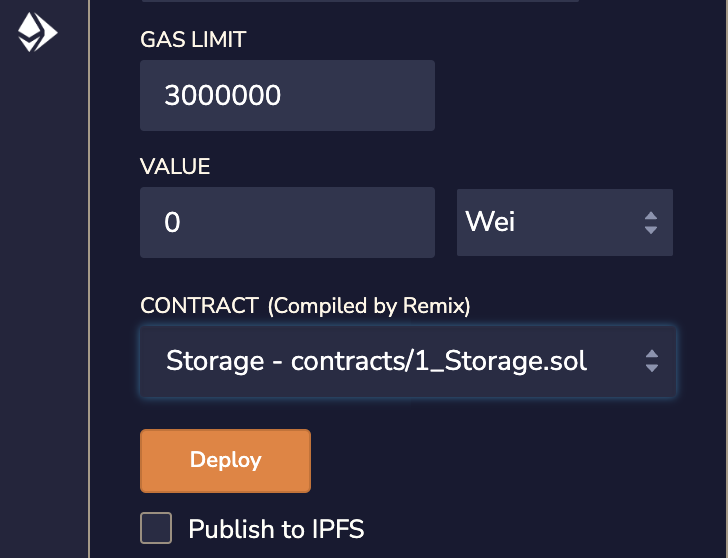 GAS LIMIT
3000000
VALUE
0
Wei
CONTRACT (Compiled by Remix)
Storage - contracts/1_Storage.sol
Deploy
Publish to IPFS